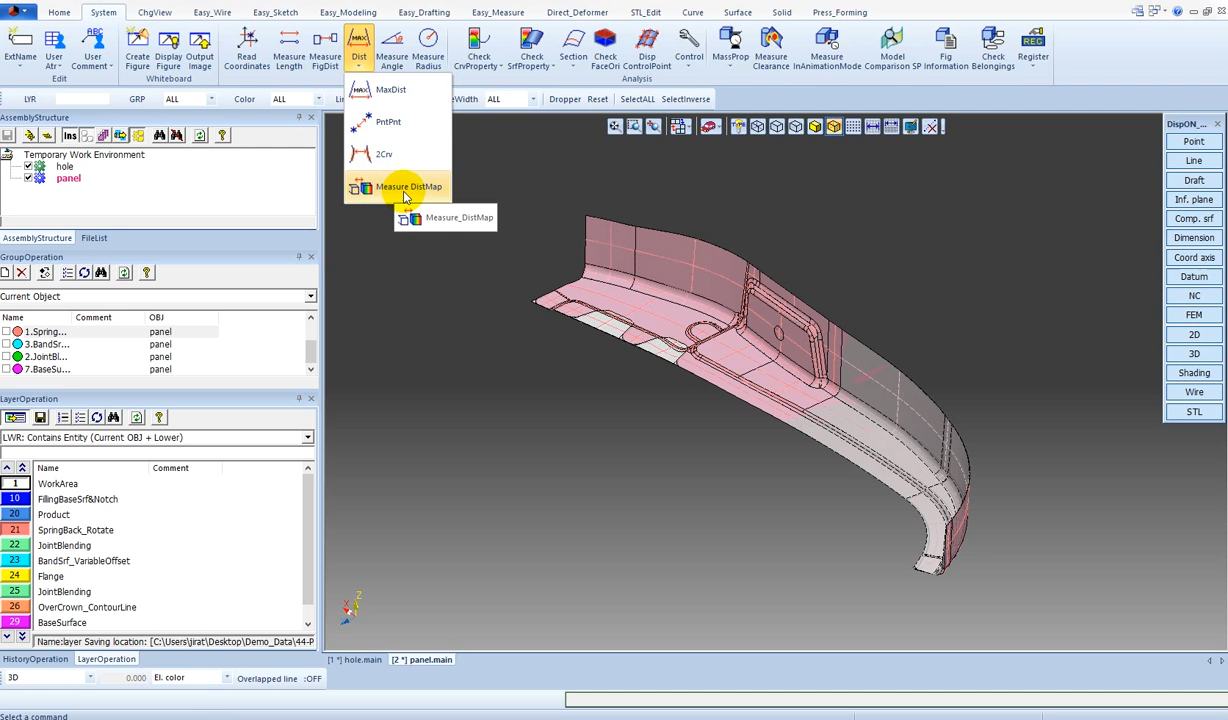 Home System ChgView Easy_Wire Easy_Sketch Easy_Modeling Easy_Drafting Easy_Measure Direct_Deformer STL_Edit Curve Surface Solid Press_Forming
ExtName User Atr User Comment Create Figure Display Figure Output Image Read Coordinates Measure Length Measure FigDist MAX Dist Measure Angle Measure Radius Check CrvProperty Check SrfProperty Section Check FaceOri Disp ControlPoint Control MassProp Measure Clearance Measure InAnimationMode Model Comparison SP Fig Information Check Belongings REG Register
Edit Whiteboard Analysis
LYR GRP ALL Color ALL Lin eWidth ALL Dropper Reset SelectALL SelectInverse
MAX MaxDist
PntPnt
2Crv
Measure DistMap
Measure_DistMap
AssemblyStructure
Ins
Temporary Work Environment
hole
panel
AssemblyStructure FileList
GroupOperation
Current Object
Name Comment OBJ
1.Spring... panel
3.BandSr... panel
2.JointBl... panel
7.BaseSu... panel
LayerOperation
LWR: Contains Entity (Current OBJ + Lower)
Name Comment
1 WorkArea
10 FillingBaseSrf&Notch
20 Product
21 SpringBack_Rotate
22 JointBlending
23 BandSrf_VariableOffset
24 Flange
25 JointBlending
26 OverCrown_ContourLine
29 BaseSurface
Name:layer Saving location: [C:\Users\jirat\Desktop\Demo_Data\44-P
HistoryOperation LayerOperation
3D 0.000 El. color Overlapped line :OFF
Select a command
X Z Y
[1 *] hole.main [2 *] panel.main
DispON_...
Point
Line
Draft
Inf. plane
Comp. srf
Dimension
Coord axis
Datum
NC
FEM
2D
3D
Shading
Wire
STL